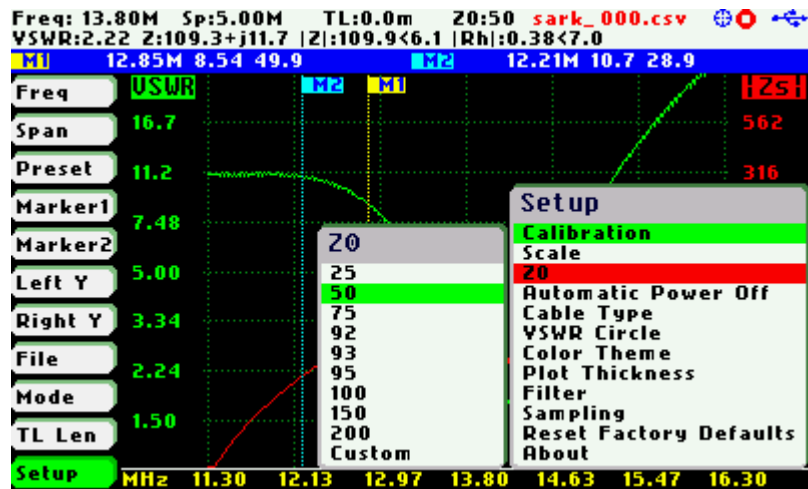 Freq: 13.80M Sp:5.00M TL:0.0m Z0:50 sark_000.csv
VSWR:2.22 Z:109.3+j11.7 |Z|:109.9<6.1 |Rh|:0.38<7.0
M1 12.85M 8.54 49.9 M2 12.21M 10.7 28.9
Freq
Span
Preset
Marker1
Marker2
Left Y
Right Y
File
Mode
TL Len
Setup
VSWR
M2
M1
|Zs|
16.7
11.2
7.48
5.00
3.34
2.24
1.50
562
316
Z0
25
50
75
92
93
95
100
150
200
Custom
Setup
Calibration
Scale
Z0
Automatic Power Off
Cable Type
VSWR Circle
Color Theme
Plot Thickness
Filter
Sampling
Reset Factory Defaults
About
MHz 11.30 12.13 12.97 13.80 14.63 15.47 16.30